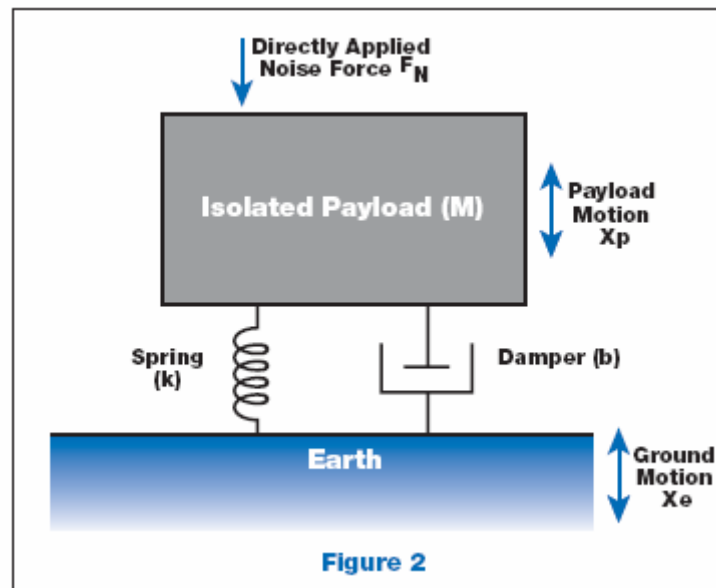 Directly Applied
Noise Force FN
Isolated Payload (M)
Payload
Motion
Xp
Spring
(k)
Damper (b)
Earth
Ground
Motion
Xe
Figure 2